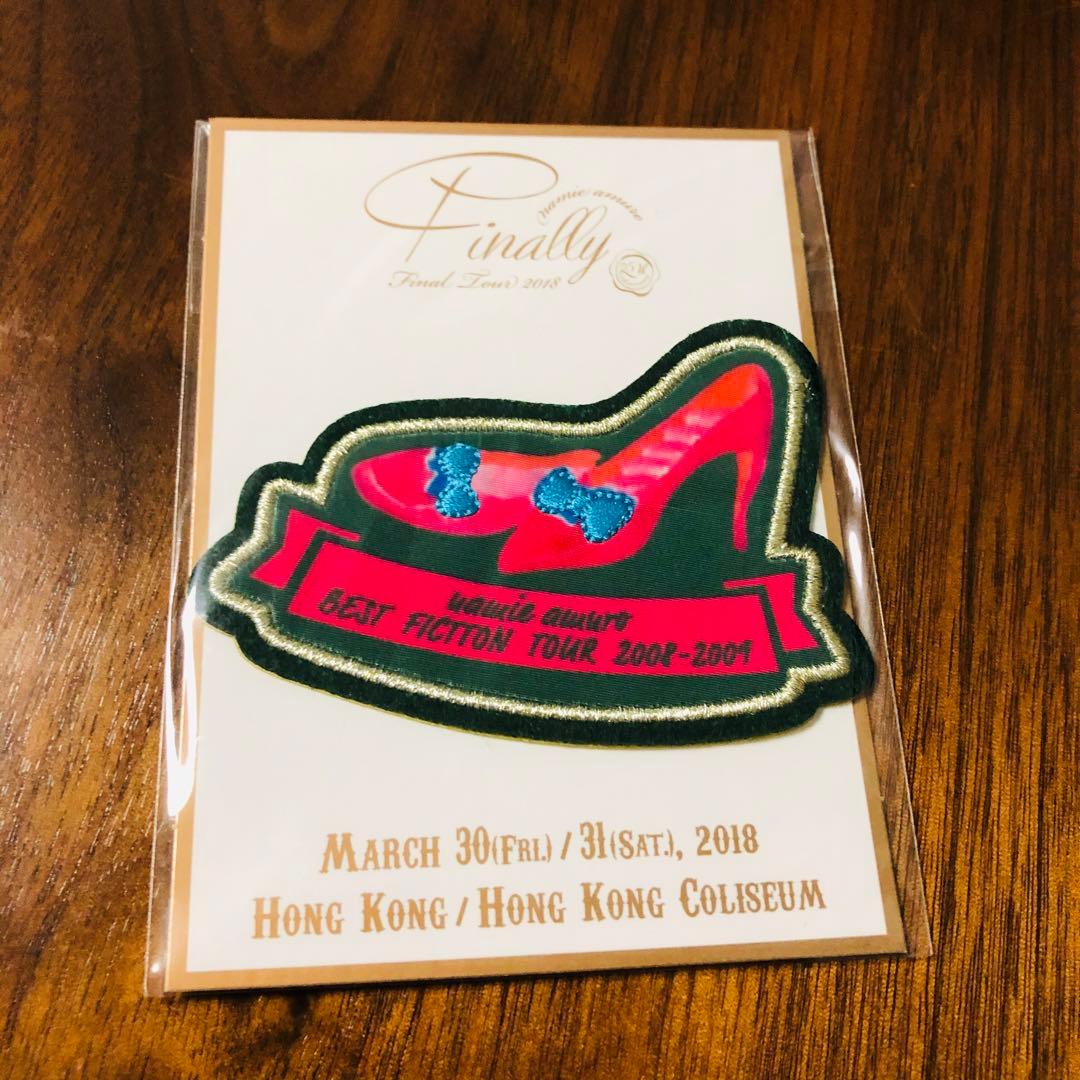 namie amuro
Finally
Final Tour 2018
namie amuro
BEST FICTION TOUR 2008-2009
MARCH 30(FRI.) / 31(SAT.), 2018
HONG KONG / HONG KONG COLISEUM